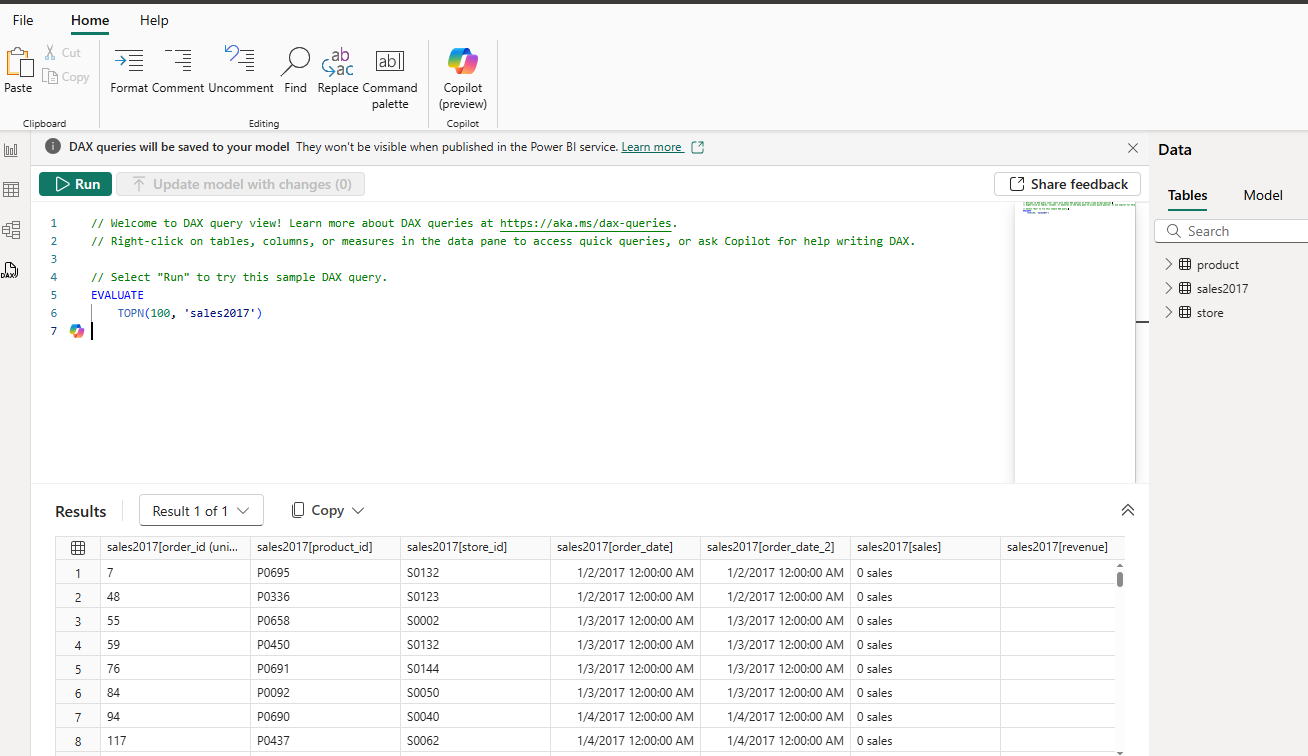 File Home Help
Paste
Cut
Copy
Format Comment Uncomment Find Replace Command palette
Copilot (preview)
Clipboard Editing Copilot
DAX queries will be saved to your model They won't be visible when published in the Power BI service. Learn more
Run Update model with changes (0) Share feedback
1 // Welcome to DAX query view! Learn more about DAX queries at https://aka.ms/dax-queries.
2 // Right-click on tables, columns, or measures in the data pane to access quick queries, or ask Copilot for help writing DAX.
3
4 // Select "Run" to try this sample DAX query.
5 EVALUATE
6 TOPN(100, 'sales2017')
7
Data
Tables Model
Search
product
sales2017
store
Results Result 1 of 1 Copy
sales2017[order_id (uni... sales2017[product_id] sales2017[store_id] sales2017[order_date] sales2017[order_date_2] sales2017[sales] sales2017[revenue]
1 7 P0695 S0132 1/2/2017 12:00:00 AM 1/2/2017 12:00:00 AM 0 sales
2 48 P0336 S0123 1/2/2017 12:00:00 AM 1/2/2017 12:00:00 AM 0 sales
3 55 P0658 S0002 1/3/2017 12:00:00 AM 1/3/2017 12:00:00 AM 0 sales
4 59 P0450 S0132 1/3/2017 12:00:00 AM 1/3/2017 12:00:00 AM 0 sales
5 76 P0691 S0144 1/3/2017 12:00:00 AM 1/3/2017 12:00:00 AM 0 sales
6 84 P0092 S0050 1/3/2017 12:00:00 AM 1/3/2017 12:00:00 AM 0 sales
7 94 P0690 S0040 1/4/2017 12:00:00 AM 1/4/2017 12:00:00 AM 0 sales
8 117 P0437 S0062 1/4/2017 12:00:00 AM 1/4/2017 12:00:00 AM 0 sales